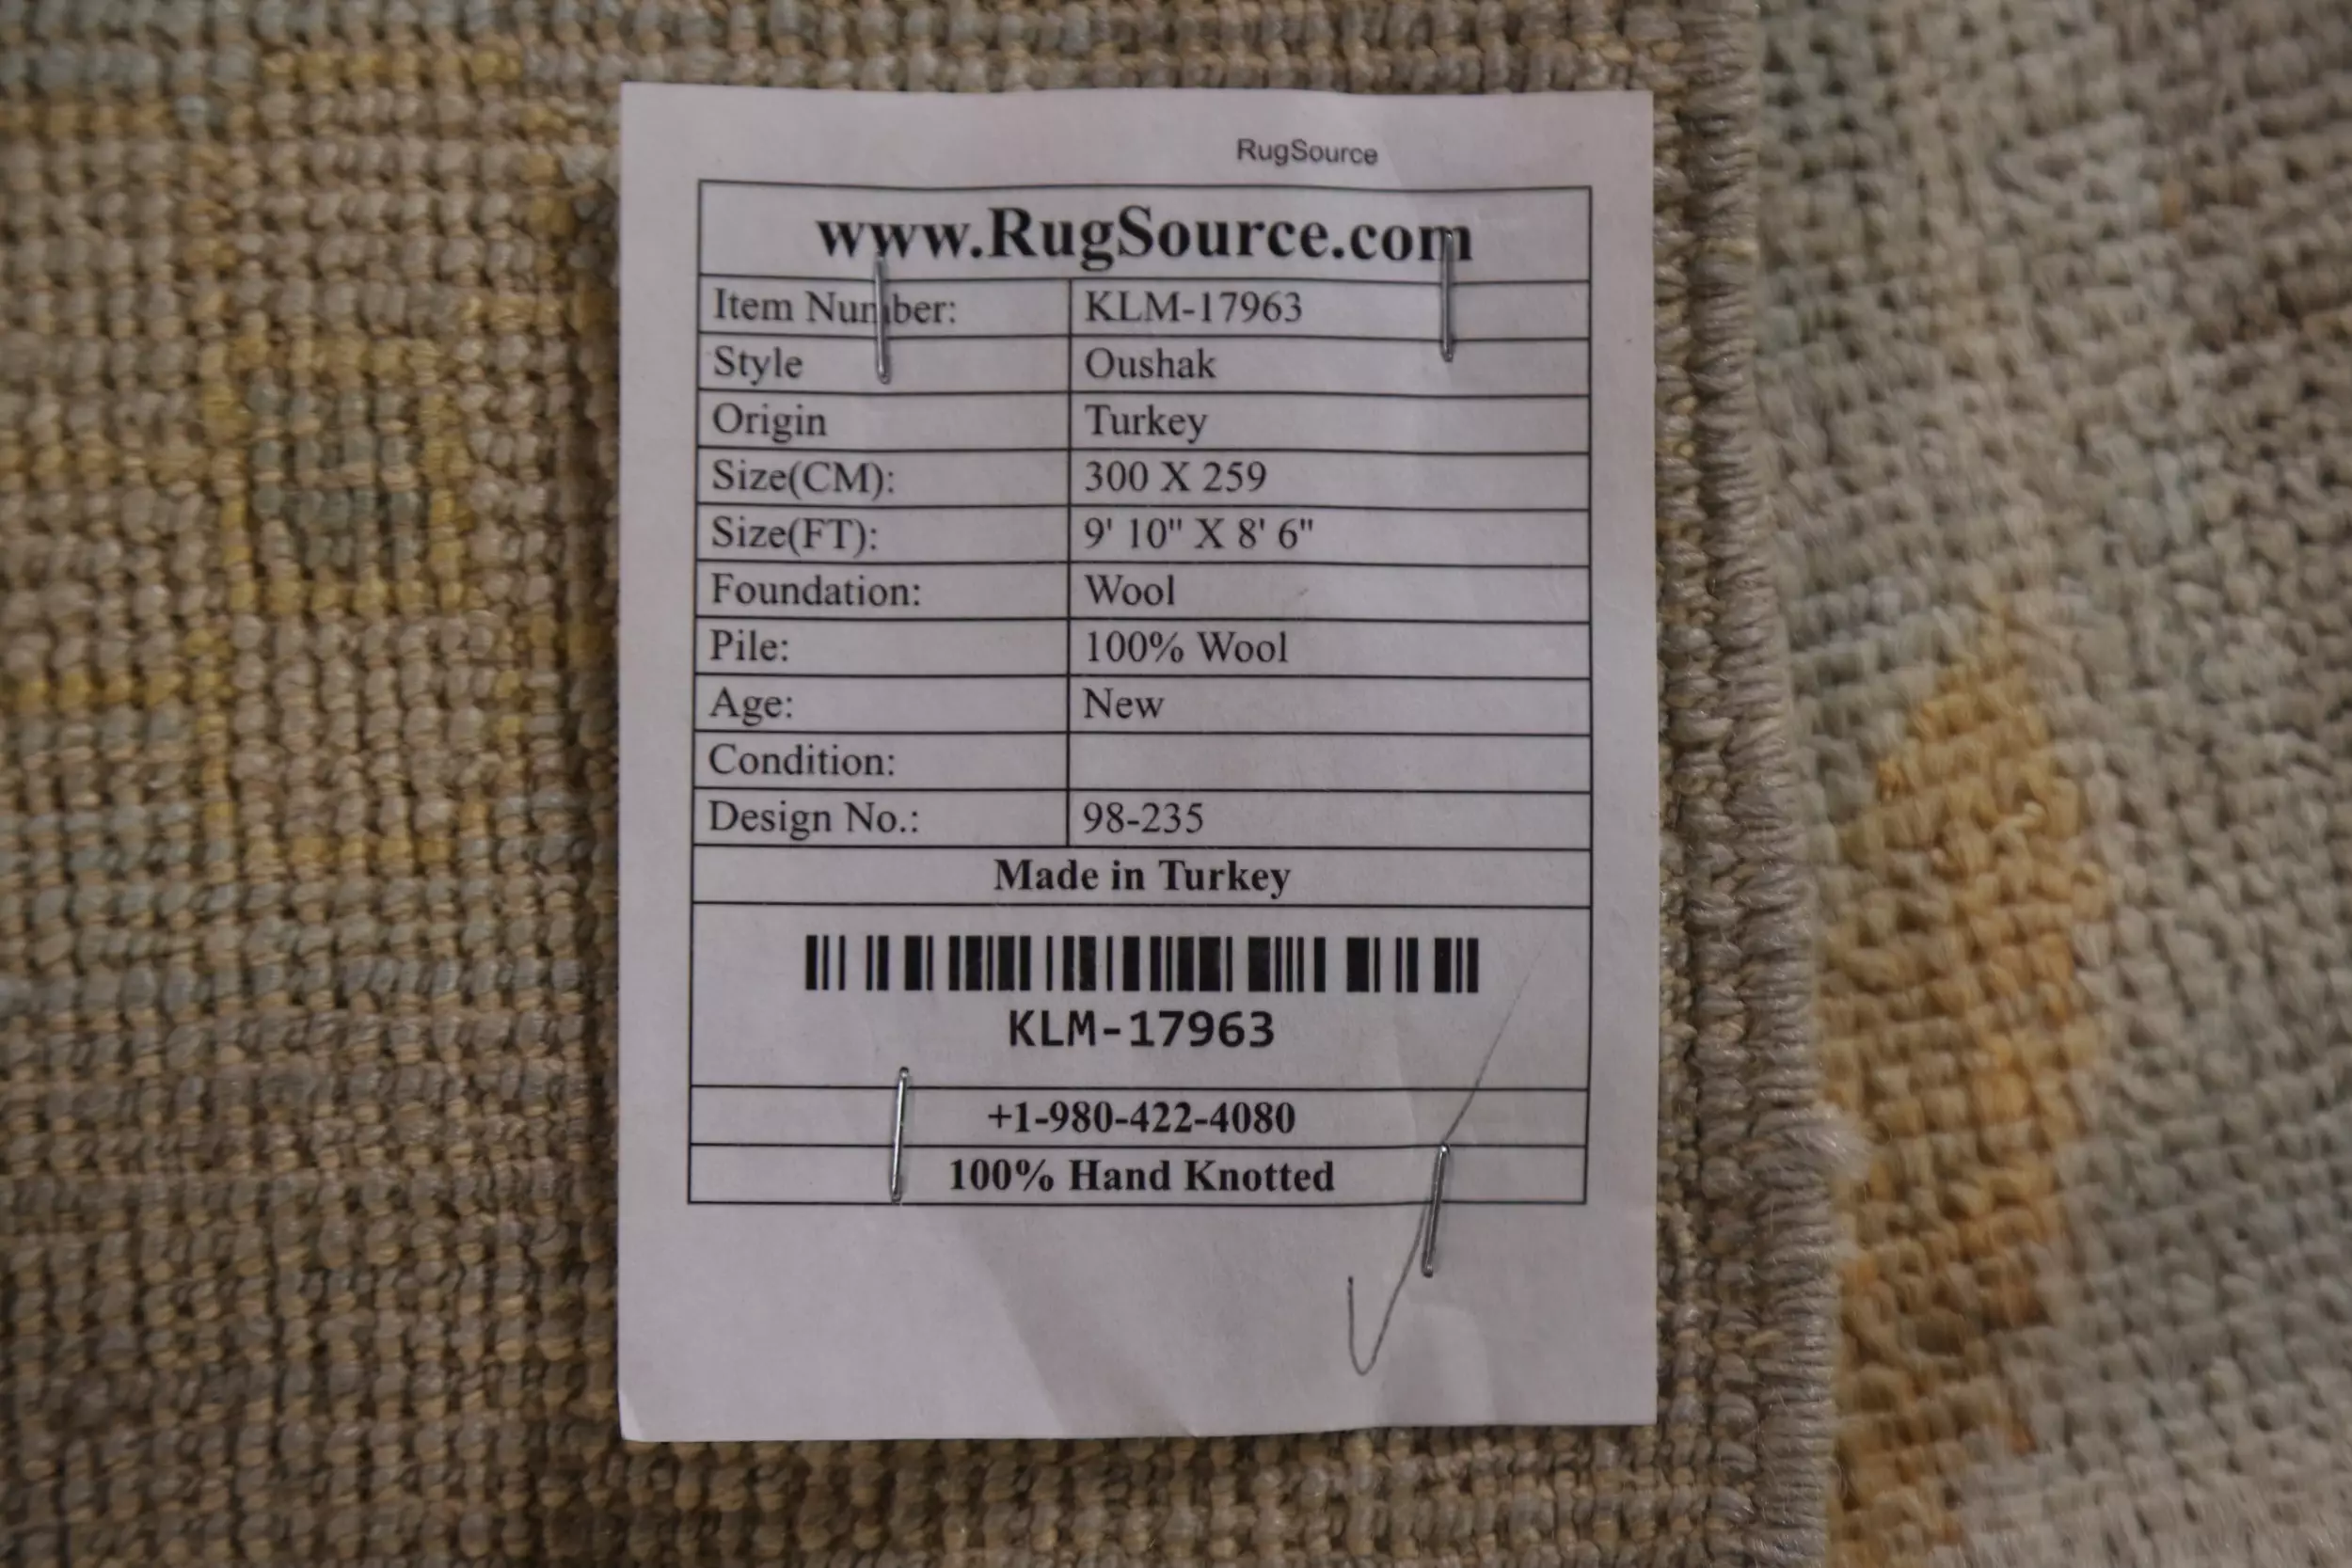 RugSource
www.RugSource.com
Item Number: KLM-17963
Style Oushak
Origin Turkey
Size(CM): 300 X 259
Size(FT): 9' 10" X 8' 6"
Foundation: Wool
Pile: 100% Wool
Age: New
Condition:
Design No.: 98-235
Made in Turkey
KLM-17963
+1-980-422-4080
100% Hand Knotted